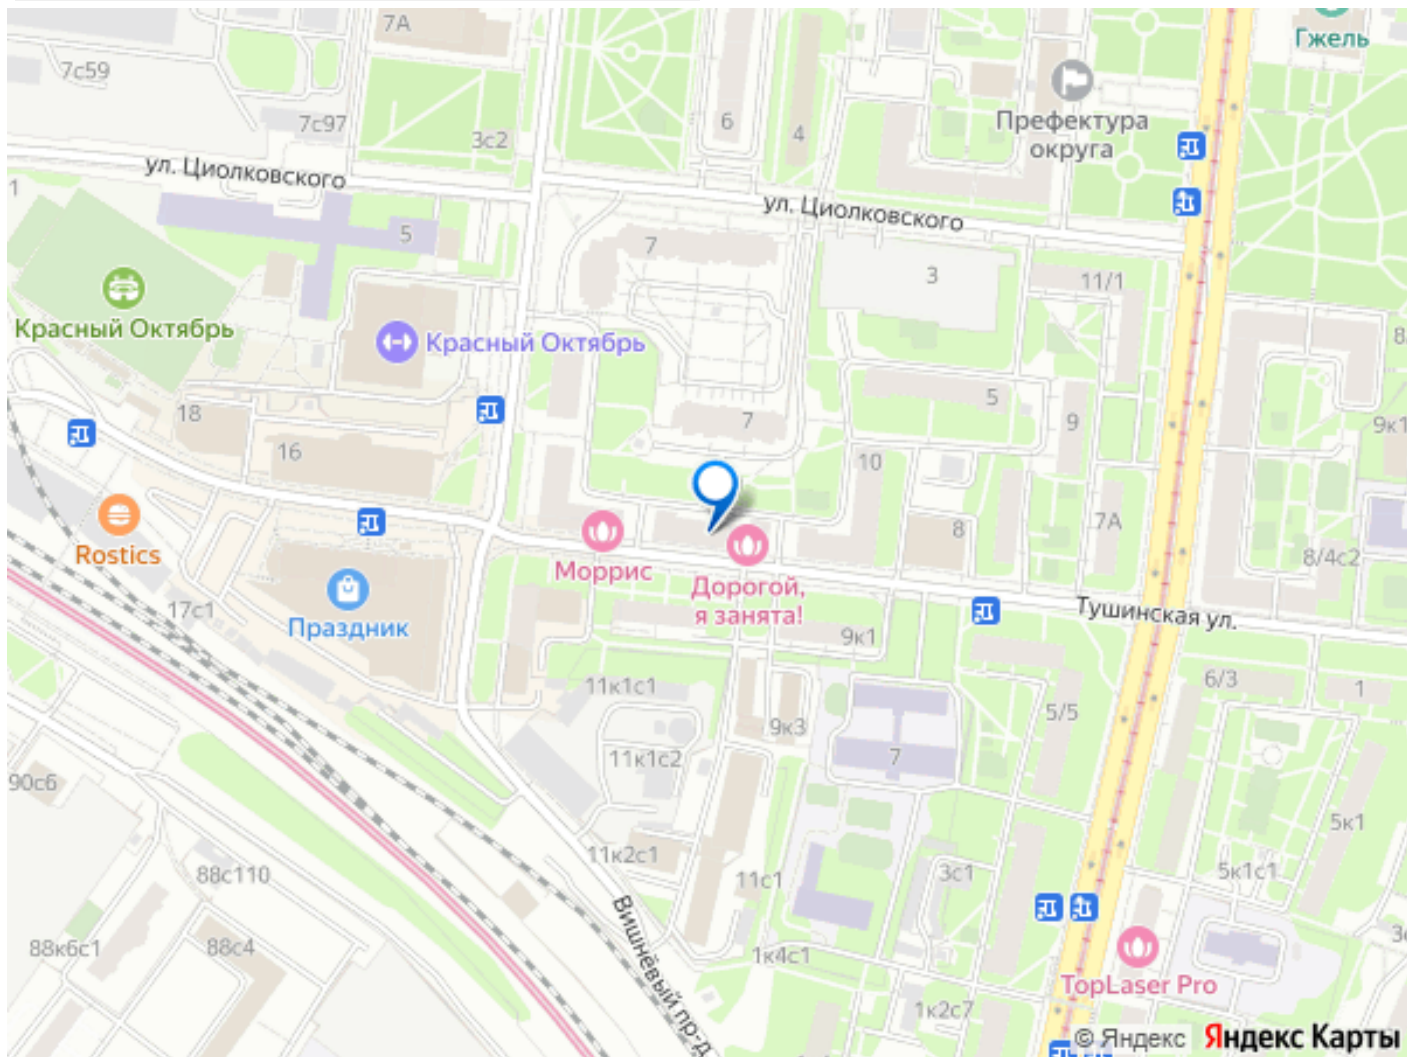 7А
Гжель
7с59
Префектура
округа
7с97
6
4
3с2
ул. Циолковского
1
ул. Циолковского
5
7
3
11/1
Красный Октябрь
Красный Октябрь
8
5
18
7
9
9к1
16
10
Rostics
7А
8
Моррис
8/4с2
Дорогой,
я занята!
17с1
Праздник
Тушинская ул.
9к1
11к1с1
6/3
1
5/5
9к3
11к1с2
7
90с6
5к1
11к2с1
88с110
11с1
3с1
5к1с1
Вишнёвый пр-д
88к6с1
88с4
1к4с1
TopLaser Pro
1к2с7
© Яндекс Яндекс Карты